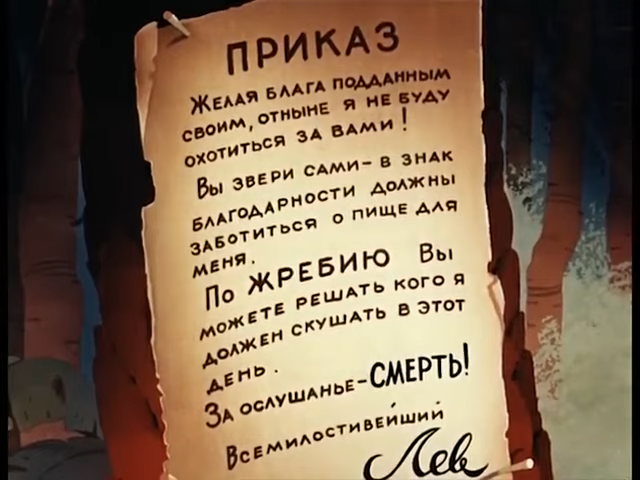 ПРИКАЗ
ЖЕЛАЯ БЛАГА ПОДДАННЫМ
СВОИМ, ОТНЫНЕ Я НЕ БУДУ
ОХОТИТЬСЯ ЗА ВАМИ!
ВЫ ЗВЕРИ САМИ – В ЗНАК
БЛАГОДАРНОСТИ ДОЛЖНЫ
ЗАБОТИТЬСЯ О ПИЩЕ ДЛЯ
МЕНЯ.
ПО ЖРЕБИЮ ВЫ
МОЖЕТЕ РЕШАТЬ КОГО Я
ДОЛЖЕН СКУШАТЬ В ЭТОТ
ДЕНЬ.
ЗА ОСЛУШАНЬЕ – СМЕРТЬ!
ВСЕМИЛОСТИВЕЙШИЙ
Лев